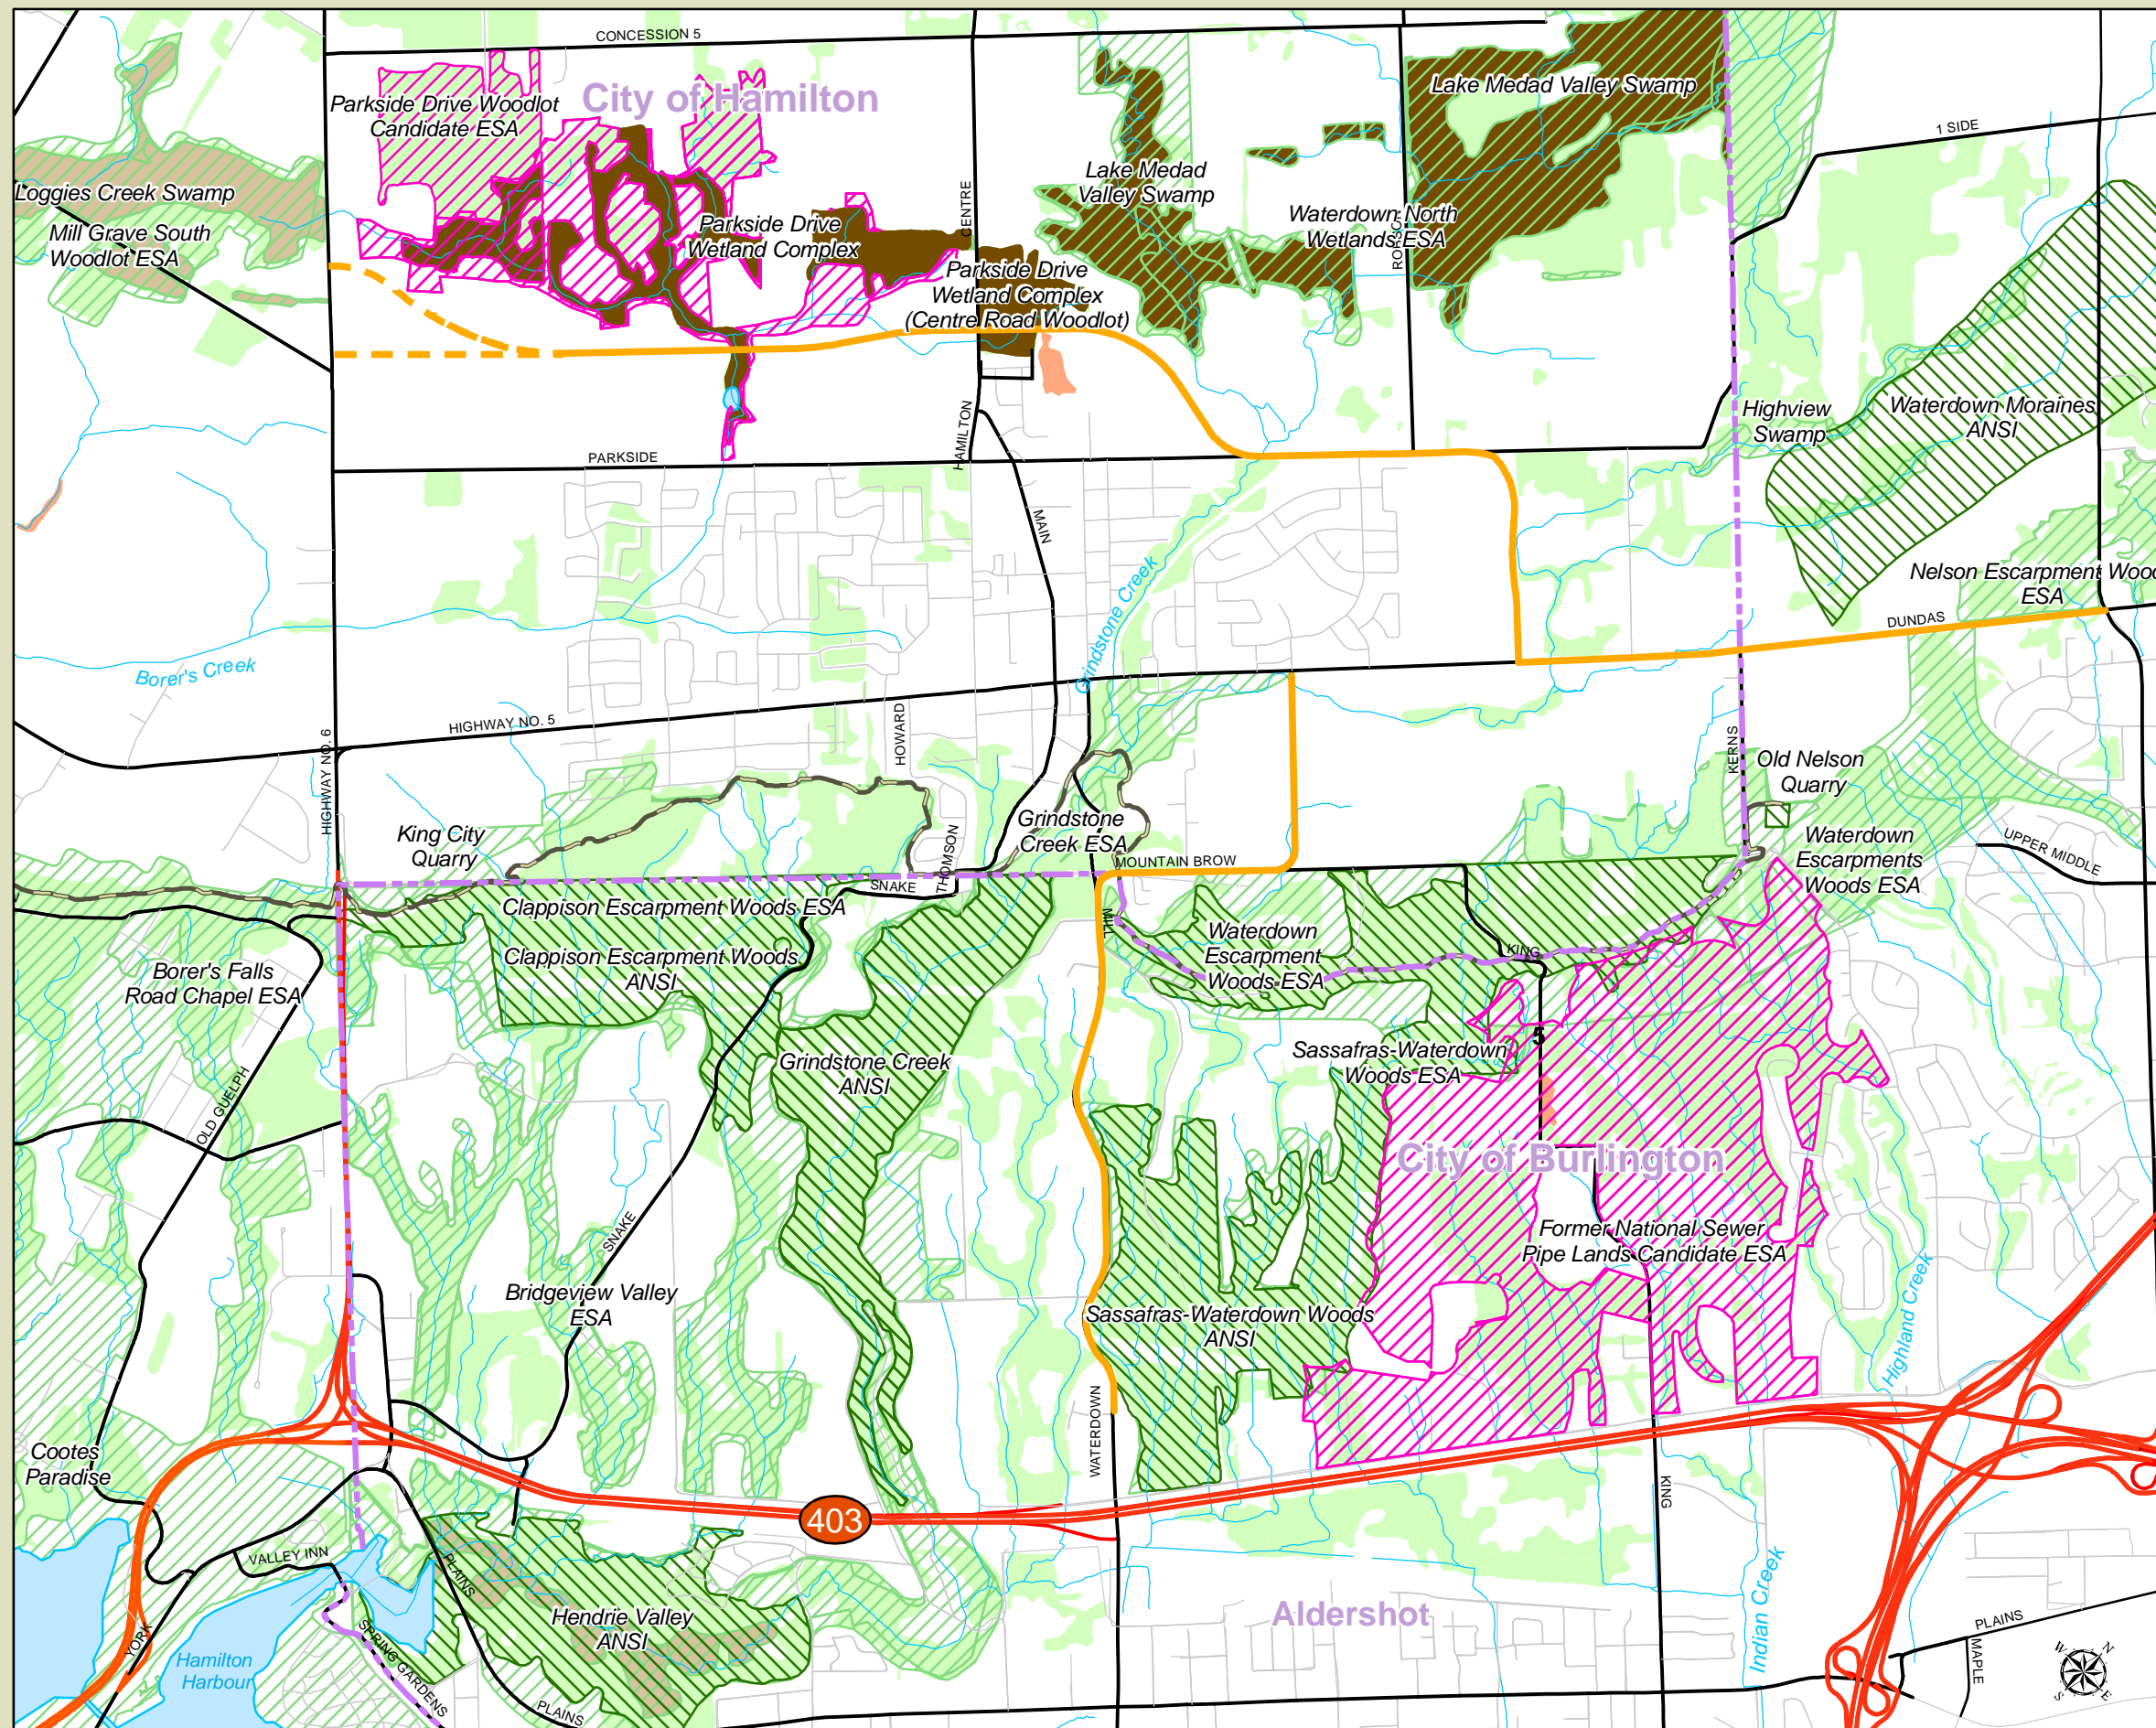 CONCESSION 5
City of Hamilton
Parkside Drive Woodlot
Candidate ESA
Lake Medad Valley Swamp
1 SIDE
Loggies Creek Swamp
Mill Grave South
Woodlot ESA
Parkside Drive
Wetland Complex
CENTRE
Lake Medad
Valley Swamp
Waterdown North
Wetlands ESA
Parkside Drive
Wetland Complex
(Centre Road Woodlot)
Highview
Swamp
Waterdown Moraines
ANSI
HAMILTON
PARKSIDE
MAIN
Grindstone Creek
Nelson Escarpment
ESA
DUNDAS
Borer's Creek
HIGHWAY NO. 5
HIGHWAY NO. 6
HOWARD
KERNS
Old Nelson
Quarry
King City
Quarry
Grindstone
Creek ESA
THOMSON
MOUNTAIN BROW
Waterdown
Escarpments
Woods ESA
UPPER MIDDLE
SNAKE
Clappison Escarpment Woods ESA
MILL
Waterdown
Escarpment
Woods ESA
KING
Clappison Escarpment Woods
ANSI
Borer's Falls
Road Chapel ESA
5
Sassafras-Waterdown
Woods ESA
Grindstone Creek
ANSI
OLD GUELPH
City of Burlington
SNAKE
Former National Sewer
Pipe Lands Candidate ESA
Bridgeview Valley
ESA
Sassafras-Waterdown Woods
ANSI
Highland Creek
WATERDOWN
Cootes
Paradise
KING
403
VALLEY INN
PLAINS
Hendrie Valley
ANSI
Aldershot
Indian Creek
YORK
Hamilton
Harbour
SPRING GARDENS
PLAINS
PLAINS
MAPLE
W
N
S
E